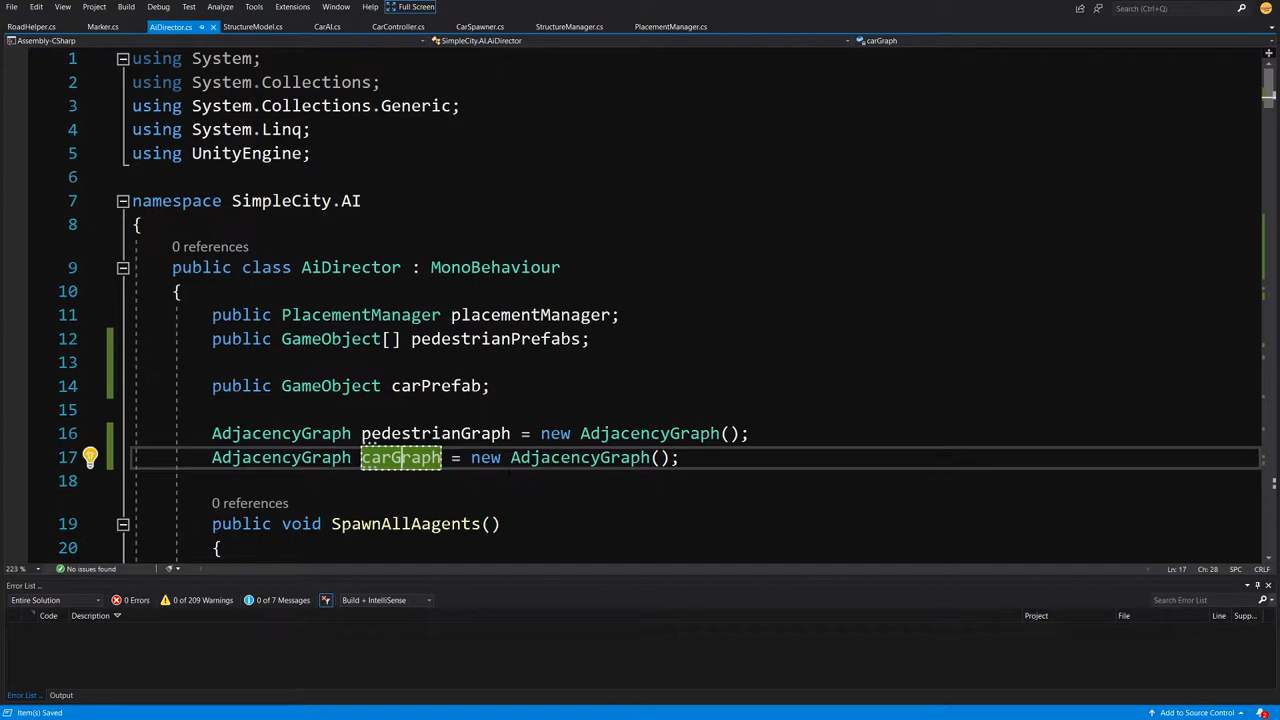 File Edit View Project Build Debug Test Analyze Tools Extensions Window Help Full Screen Search (Ctrl+Q)
RoadHelper.cs Marker.cs AiDirector.cs StructureModel.cs CarAI.cs CarController.cs CarSpawner.cs StructureManager.cs PlacementManager.cs
Assembly-CSharp SimpleCity.AI.AiDirector carGraph
1 using System;
2 using System.Collections;
3 using System.Collections.Generic;
4 using System.Linq;
5 using UnityEngine;
6
7 namespace SimpleCity.AI
8 {
0 references
9 public class AiDirector : MonoBehaviour
10 {
11 public PlacementManager placementManager;
12 public GameObject[] pedestrianPrefabs;
13
14 public GameObject carPrefab;
15
16 AdjacencyGraph pedestrianGraph = new AdjacencyGraph();
17 AdjacencyGraph carGraph = new AdjacencyGraph();
18
0 references
19 public void SpawnAllAagents()
20 {
223 % No issues found Ln: 17 Ch: 28 SPC CRLF
Error List ...
Entire Solution 0 Errors 0 of 209 Warnings 0 of 7 Messages Build + IntelliSense Search Error List
Code Description Project File Line Supp...
Error List ... Output
Item(s) Saved Add to Source Control 2